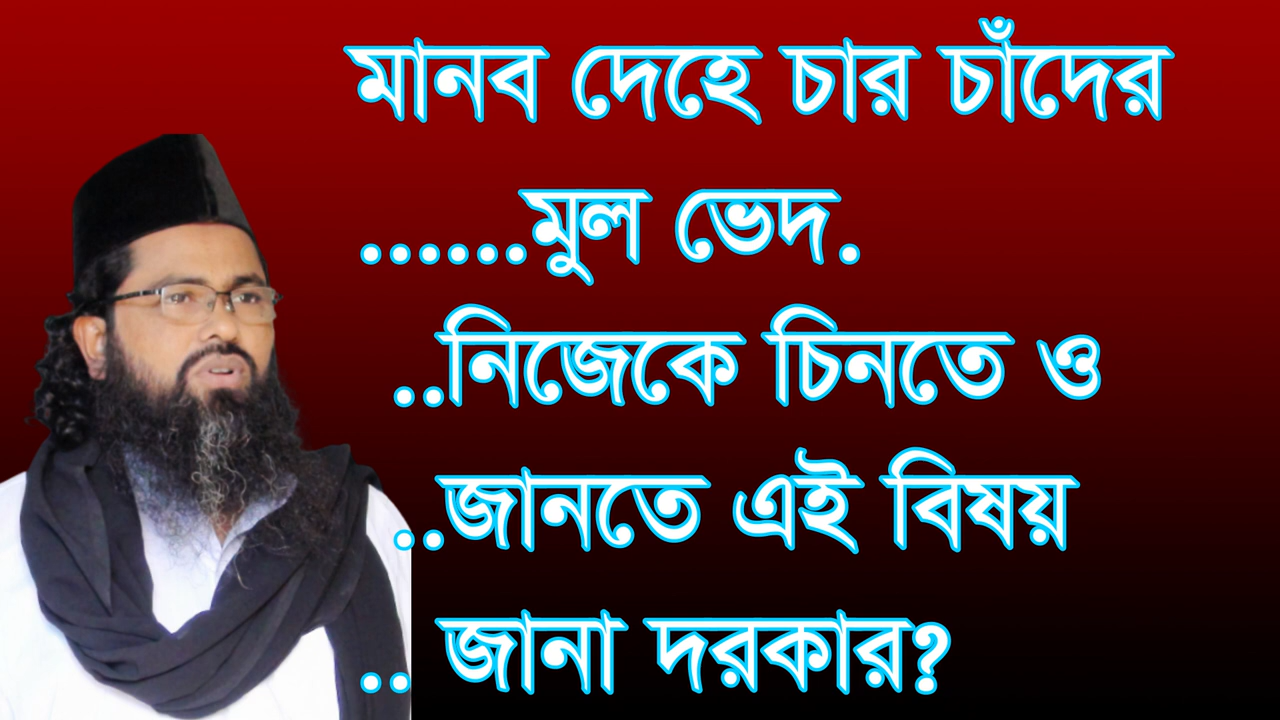 মানব দেহে চার চাঁদের
......মুল ভেদ.
..নিজেকে চিনতে ও
..জানতে এই বিষয়
.. জানা দরকার?